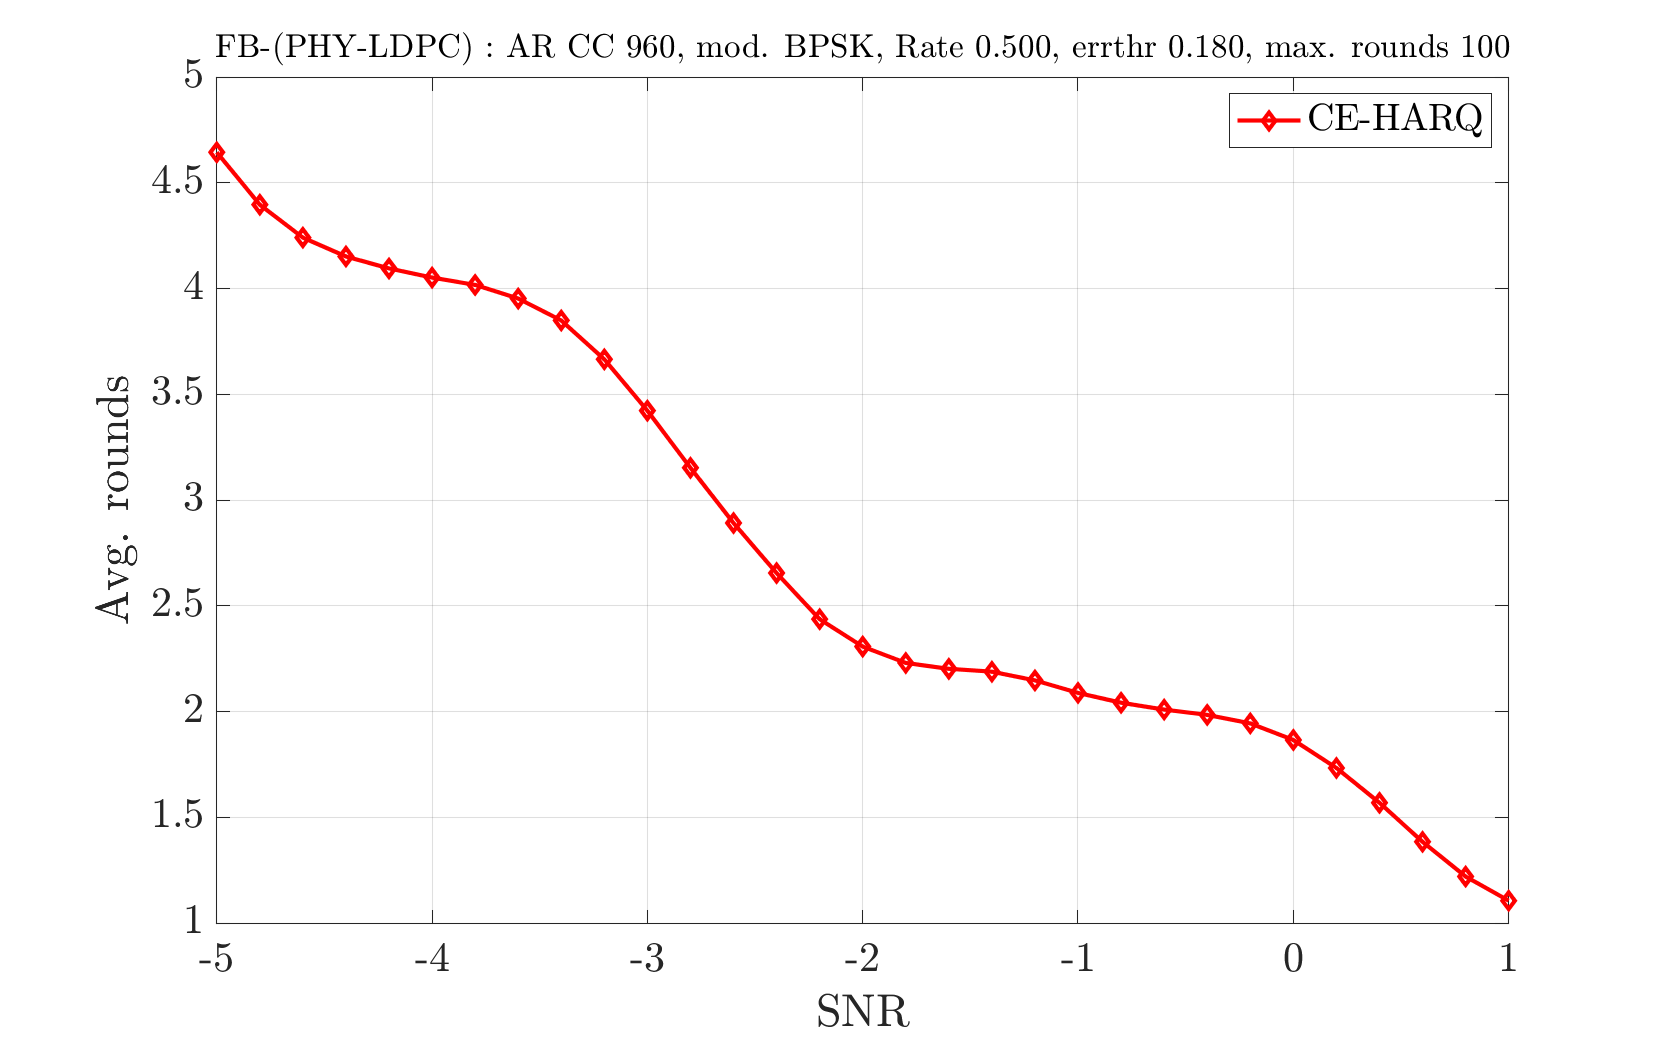 FB-(PHY-LDPC) : AR CC 960, mod. BPSK, Rate 0.500, errthr 0.180, max. rounds 100
CE-HARQ
5
4.5
4
3.5
3
2.5
2
1.5
1
Avg. rounds
-5 -4 -3 -2 -1 0 1
SNR